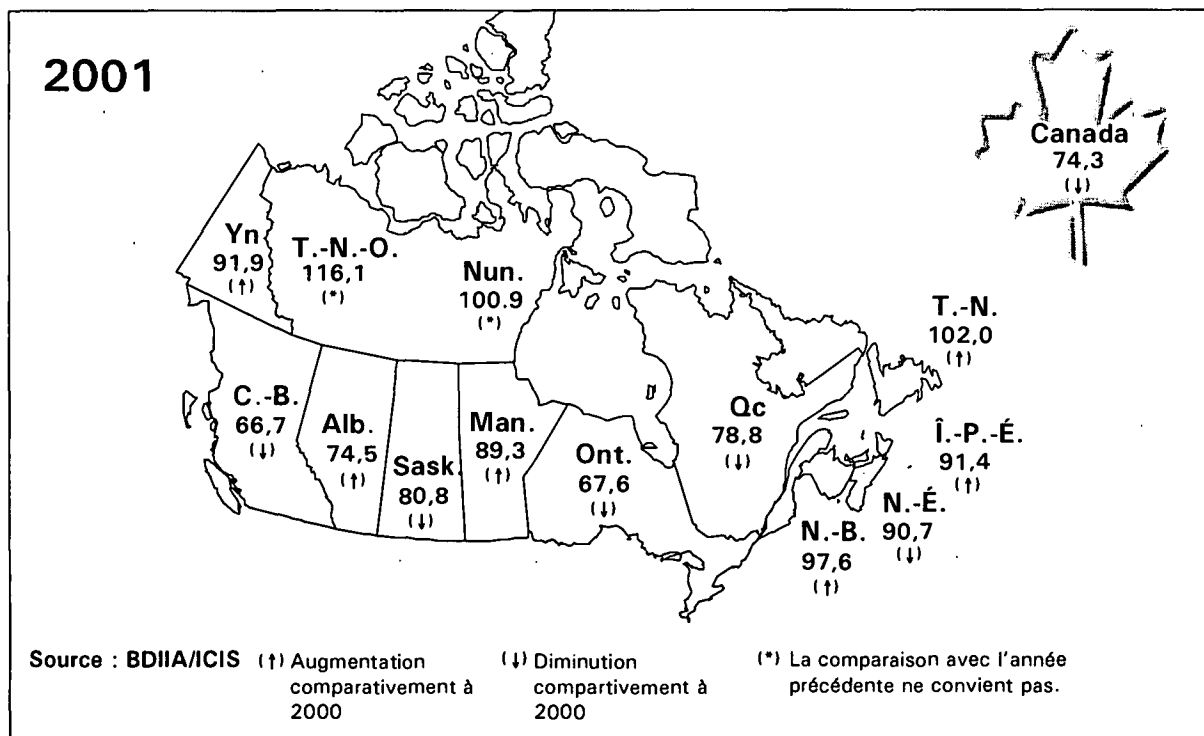 2001
Canada
74,3
(↓)
Yn
91,9
(↑)
T.-N.-O.
116,1
(*)
Nun.
100.9
(*)
T.-N.
102,0
(↑)
C.-B.
66,7
(↓)
Alb.
74,5
(↑)
Sask.
80,8
(↓)
Man.
89,3
(↑)
Ont.
67,6
(↓)
Qc
78,8
(↓)
Î.-P.-É.
91,4
(↑)
N.-É.
90,7
(↓)
N.-B.
97,6
(↑)
Source : BDIIA/ICIS
(↑) Augmentation
comparativement à
2000
(↓) Diminution
compartivement à
2000
(*) La comparaison avec l'année
précédente ne convient pas.